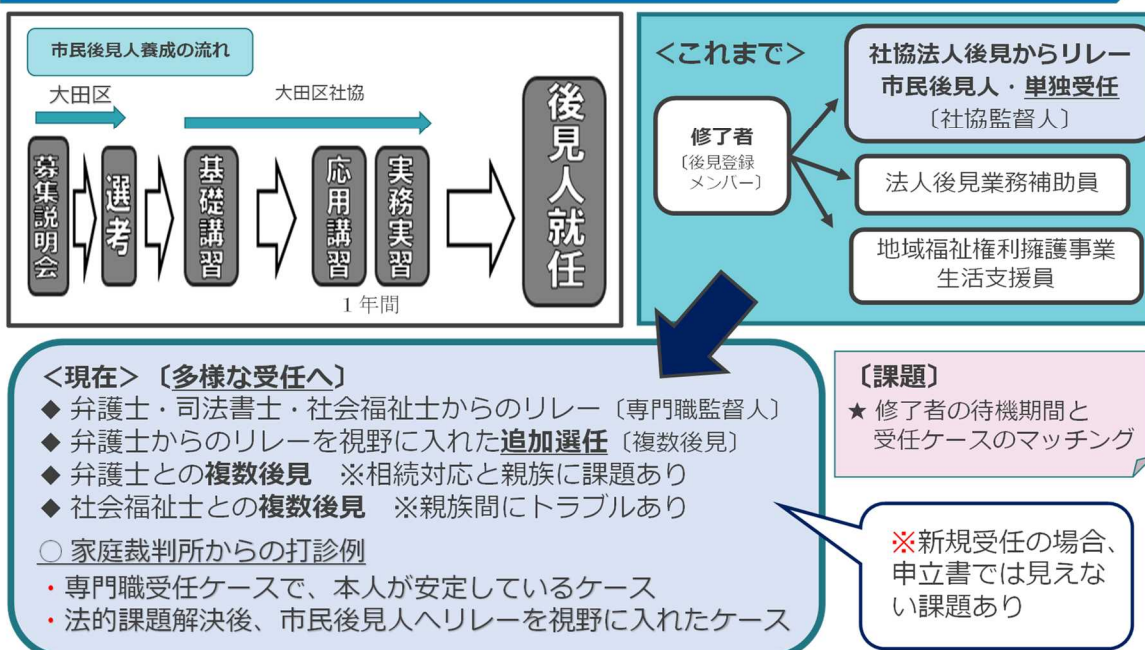 市民後見人養成の流れ
大田区
大田区社協
募集説明会
選考
基礎講習
応用講習
実務実習
１年間
後見人就任
＜これまで＞
修了者
〔後見登録
メンバー〕
社協法人後見からリレー
市民後見人・単独受任
〔社協監督人〕
法人後見業務補助員
地域福祉権利擁護事業
生活支援員
＜現在＞〔多様な受任へ〕
◆ 弁護士・司法書士・社会福祉士からのリレー〔専門職監督人〕
◆ 弁護士からのリレーを視野に入れた追加選任〔複数後見〕
◆ 弁護士との複数後見　※相続対応と親族に課題あり
◆ 社会福祉士との複数後見　※親族間にトラブルあり
○ 家庭裁判所からの打診例
・専門職受任ケースで、本人が安定しているケース
・法的課題解決後、市民後見人へリレーを視野に入れたケース
〔課題〕
★ 修了者の待機期間と
受任ケースのマッチング
※新規受任の場合、
申立書では見えな
い課題あり